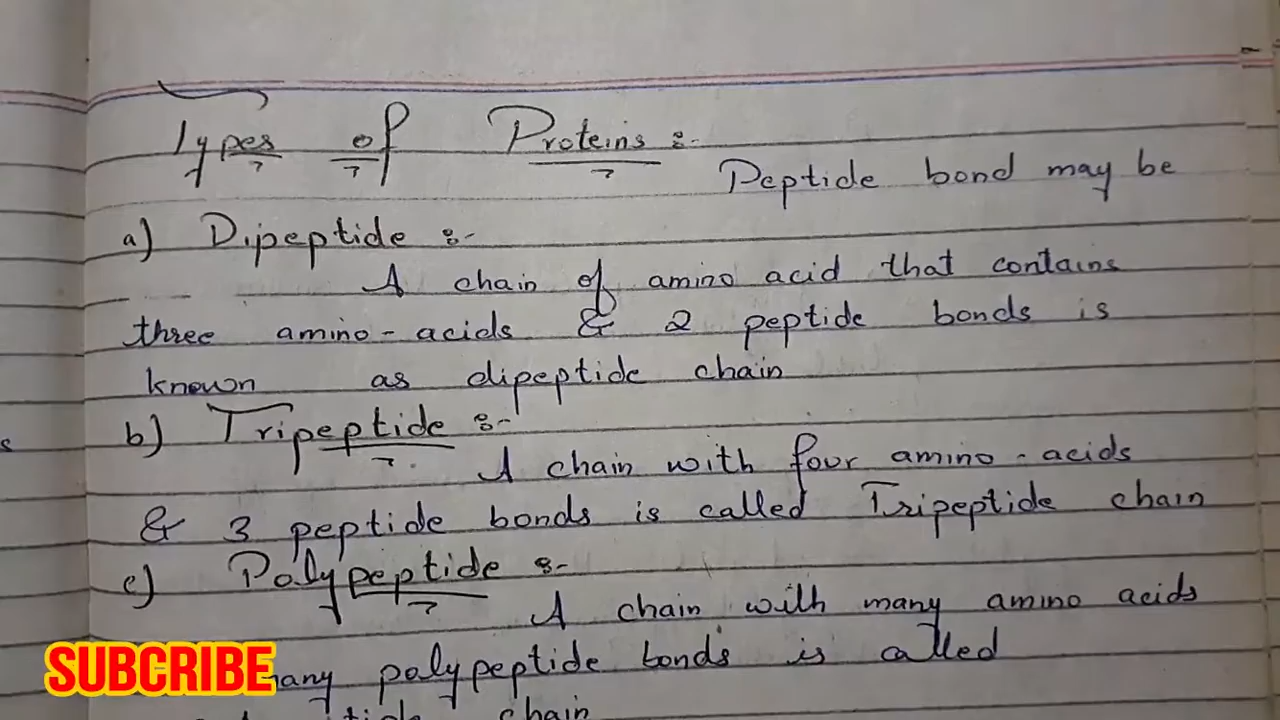 Types of Proteins :-
Peptide bond may be
a) Dipeptide :-
A chain of amino acid that contains
three amino-acids & 2 peptide bonds is
known as dipeptide chain
b) Tripeptide :-
A chain with four amino-acids
s
& 3 peptide bonds is called Tripeptide chain
c) Polypeptide :-
A chain with many amino acids
many polypeptide bonds is called
chain
SUBCRIBE